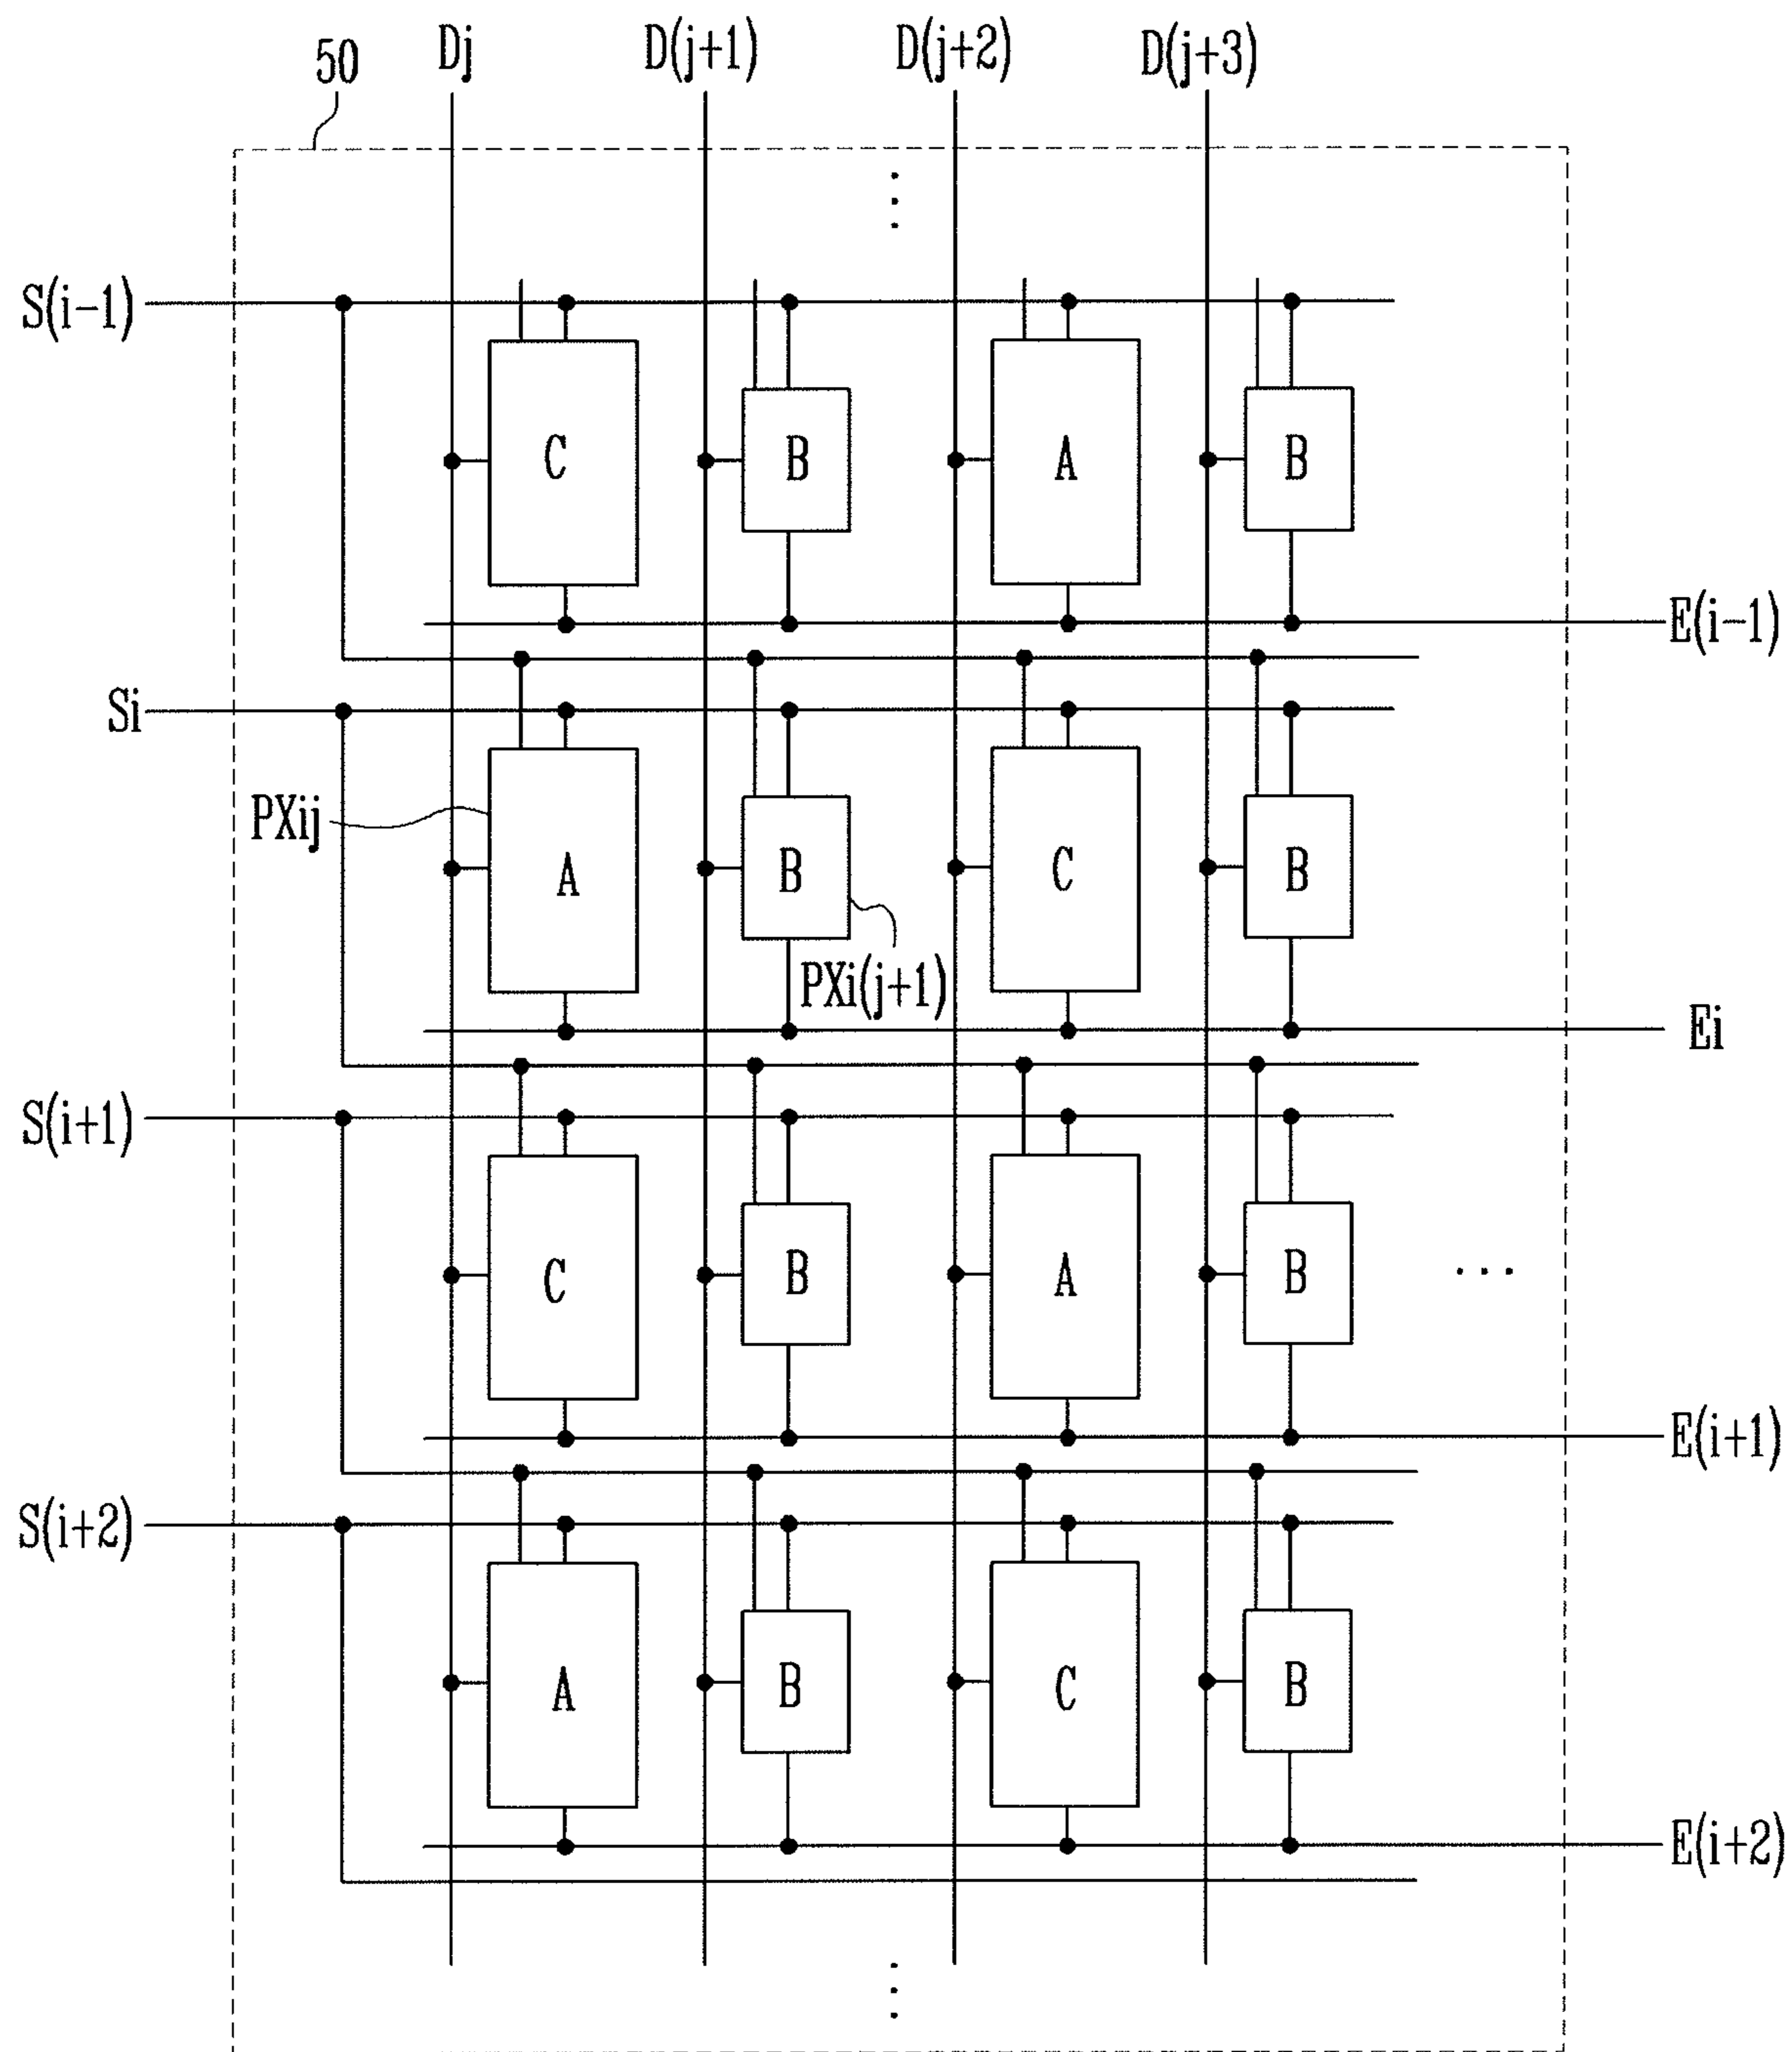 50 Dj D(j+1) D(j+2) D(j+3)
S(i-1)
C B A B
E(i-1)
Si
PXij
A B C B
PXi(j+1)
Ei
S(i+1)
C B A B
E(i+1)
S(i+2)
A B C B
E(i+2)